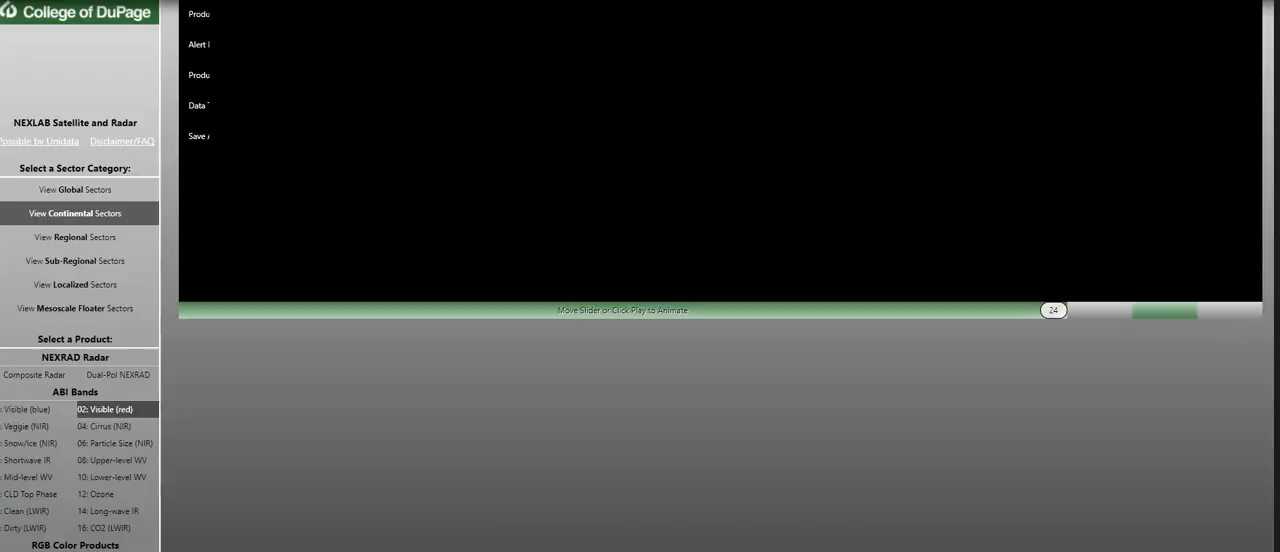 College of DuPage
NEXLAB Satellite and Radar
Possible by Unidata Disclaimer/FAQ
Select a Sector Category:
View Global Sectors
View Continental Sectors
View Regional Sectors
View Sub-Regional Sectors
View Localized Sectors
View Mesoscale Floater Sectors
Select a Product:
NEXRAD Radar
Composite Radar Dual-Pol NEXRAD
ABI Bands
: Visible (blue) 02: Visible (red)
: Veggie (NIR) 04: Cirrus (NIR)
: Snow/Ice (NIR) 06: Particle Size (NIR)
: Shortwave IR 08: Upper-level WV
: Mid-level WV 10: Lower-level WV
: CLD Top Phase 12: Ozone
: Clean (LWIR) 14: Long-wave IR
: Dirty (LWIR) 16: CO2 (LWIR)
RGB Color Products
Produ
Alert
Produ
Data
Save
Move Slider or Click Play to Animate
24